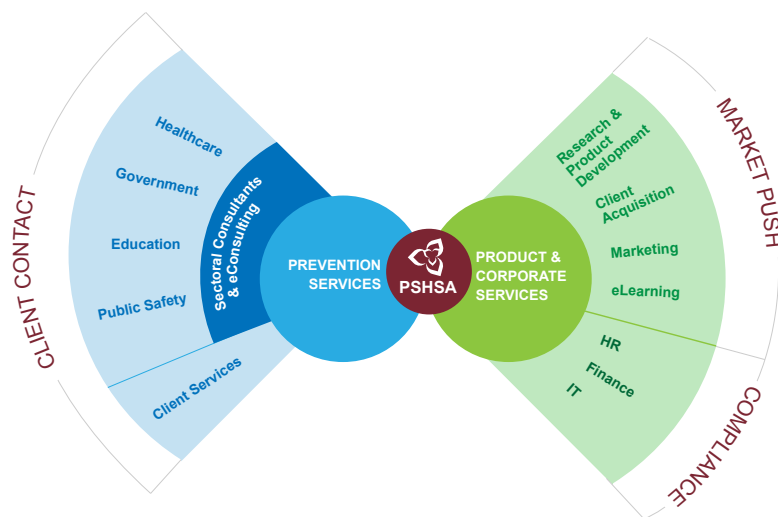 CLIENT CONTACT
Healthcare
Government
Education
Public Safety
Client Services
Sectoral Consultants
& eConsulting
PREVENTION
SERVICES
PSHSA
PRODUCT &
CORPORATE
SERVICES
Research &
Product
Development
Client
Acquisition
Marketing
eLearning
HR
Finance
IT
MARKET PUSH
COMPLIANCE